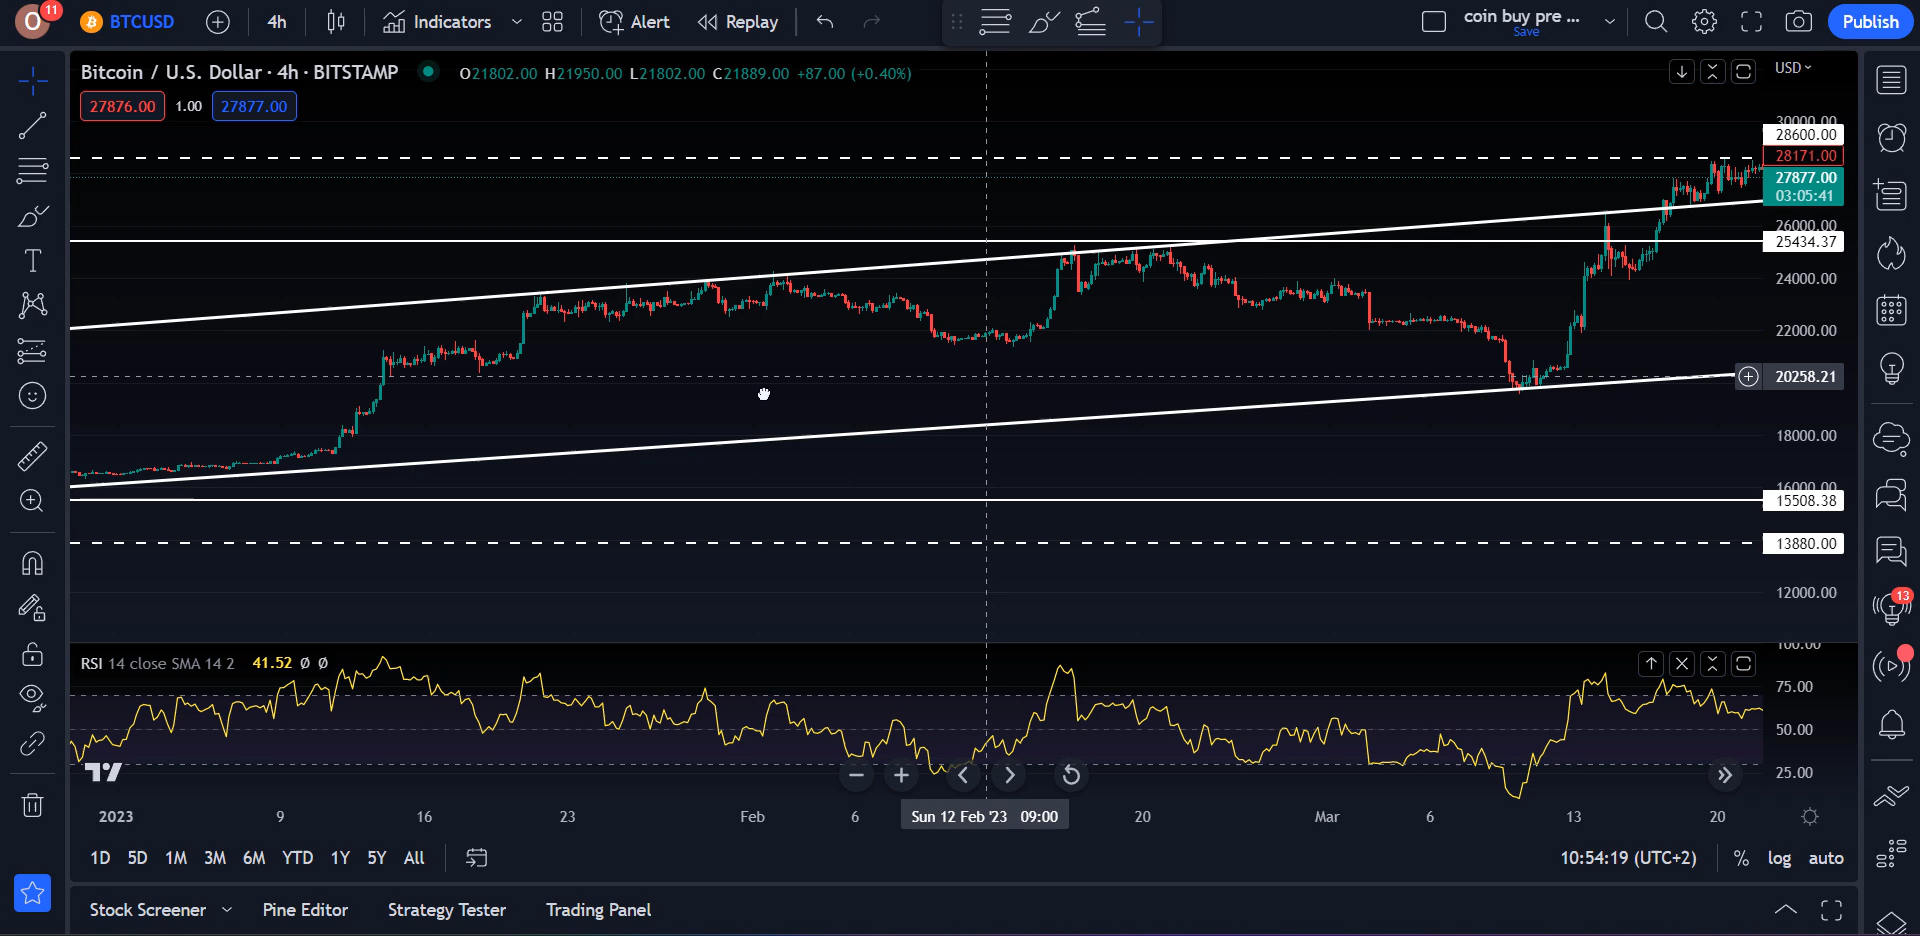 O 11 BTCUSD 4h Indicators Alert Replay coin buy pre ... Save Publish
Bitcoin / U.S. Dollar · 4h · BITSTAMP O21802.00 H21950.00 L21802.00 C21889.00 +87.00 (+0.40%) USD
27876.00 1.00 27877.00
30000.00
28600.00
28171.00
27877.00
03:05:41
26000.00
25434.37
24000.00
22000.00
20258.21
18000.00
16000.00
15508.38
13880.00
12000.00
13
RSI 14 close SMA 14 2 41.52 Ø Ø
100.00
75.00
50.00
25.00
2023 9 16 23 Feb 6 Sun 12 Feb '23 09:00 20 Mar 6 13 20
1D 5D 1M 3M 6M YTD 1Y 5Y All 10:54:19 (UTC+2) % log auto
Stock Screener Pine Editor Strategy Tester Trading Panel